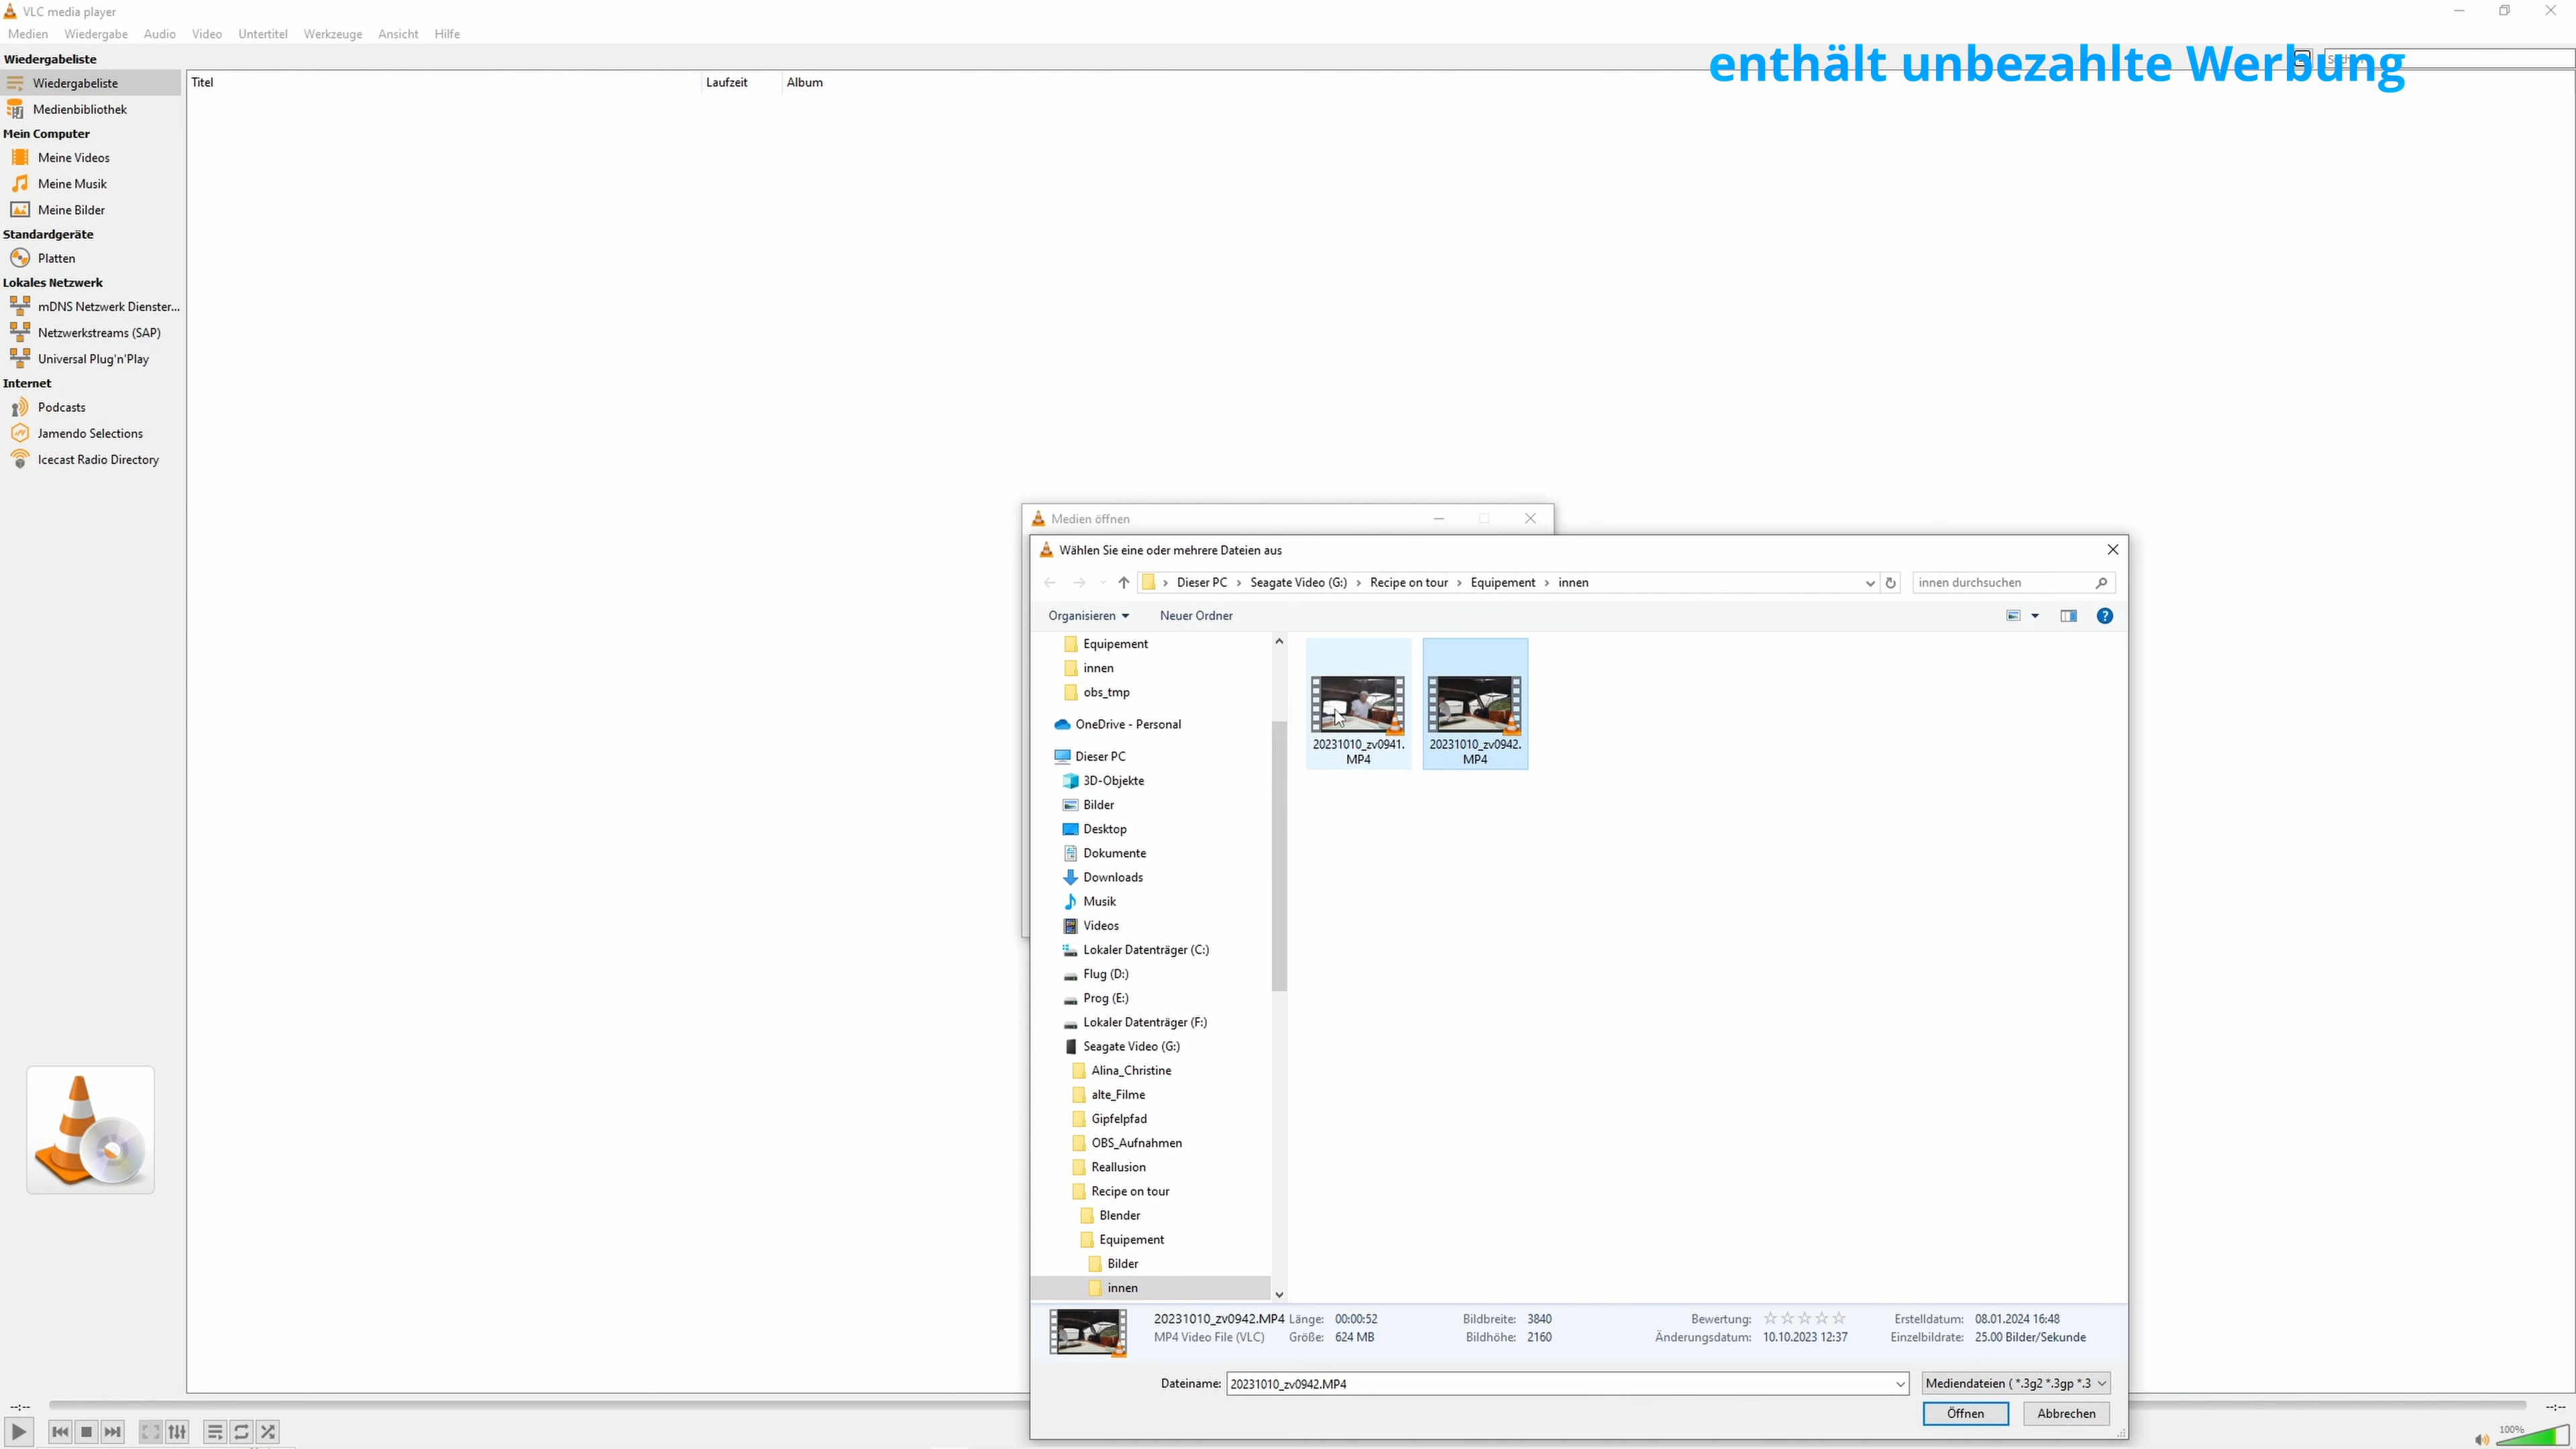 VLC media player
Medien Wiedergabe Audio Video Untertitel Werkzeuge Ansicht Hilfe
enthält unbezahlte Werbung
Wiedergabeliste
Wiedergabeliste
Medienbibliothek
Mein Computer
Meine Videos
Meine Musik
Meine Bilder
Standardgeräte
Platten
Lokales Netzwerk
mDNS Netzwerk Dienster...
Netzwerkstreams (SAP)
Universal Plug'n'Play
Internet
Podcasts
Jamendo Selections
Icecast Radio Directory
Titel Laufzeit Album
Medien öffnen
Wählen Sie eine oder mehrere Dateien aus
Dieser PC › Seagate Video (G:) › Recipe on tour › Equipement › innen
innen durchsuchen
Organisieren Neuer Ordner
Equipement
innen
obs_tmp
OneDrive - Personal
Dieser PC
3D-Objekte
Bilder
Desktop
Dokumente
Downloads
Musik
Videos
Lokaler Datenträger (C:)
Flug (D:)
Prog (E:)
Lokaler Datenträger (F:)
Seagate Video (G:)
Alina_Christine
alte_Filme
Gipfelpfad
OBS_Aufnahmen
Reallusion
Recipe on tour
Blender
Equipement
Bilder
innen
20231010_zv0941.
MP4
20231010_zv0942.
MP4
20231010_zv0942.MP4 Länge: 00:00:52 Bildbreite: 3840 Bewertung: Erstelldatum: 08.01.2024 16:48
MP4 Video File (VLC) Größe: 624 MB Bildhöhe: 2160 Änderungsdatum: 10.10.2023 12:37 Einzelbildrate: 25.00 Bilder/Sekunde
Dateiname: 20231010_zv0942.MP4 Mediendateien ( *.3g2 *.3gp *.3
Öffnen Abbrechen
--:-- --:--
100%